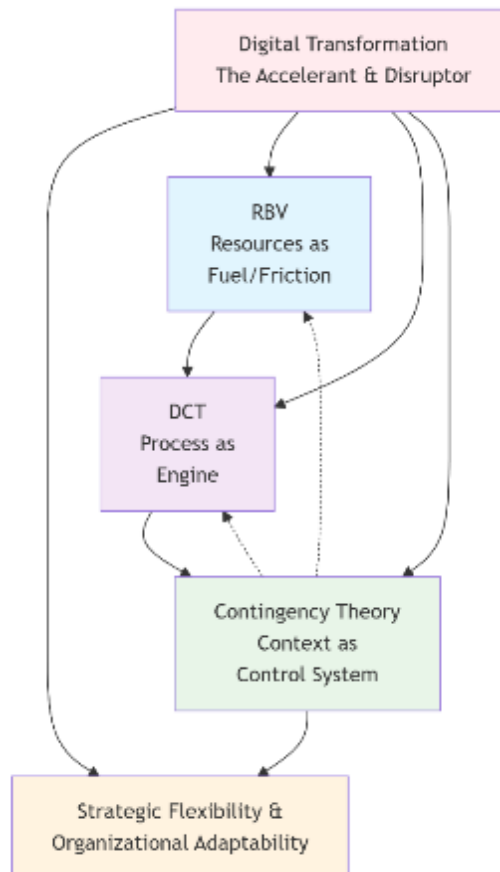 Digital Transformation
The Accelerant & Disruptor
RBV
Resources as
Fuel/Friction
DCT
Process as
Engine
Contingency Theory
Context as
Control System
Strategic Flexibility &
Organizational Adaptability